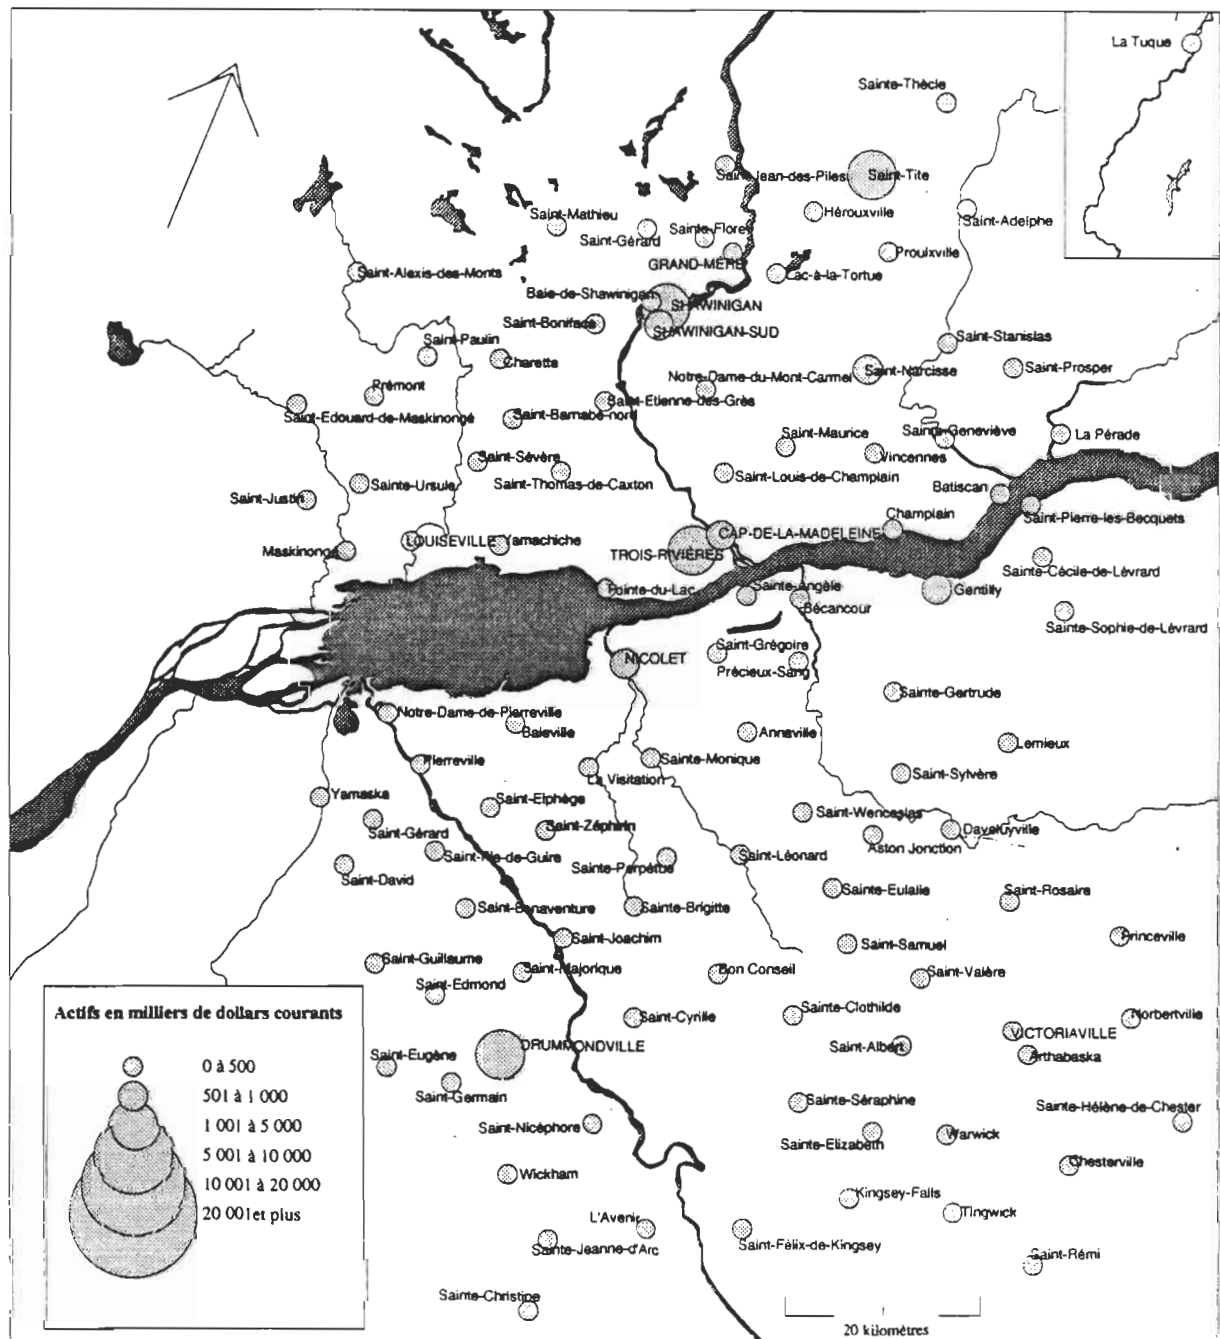 La Tuque
Sainte-Thècle
Saint-Jean-des-Piles
Saint-Tite
Saint-Mathieu
Hérouxville
Saint-Adelphe
Saint-Gérard
Sainte-Flore
Proulxville
GRAND-MERE
Saint-Alexis-des-Monts
Lac-à-la-Tortue
Baie-de-Shawinigan
SHAWINIGAN
Saint-Boniface
SHAWINIGAN-SUD
Saint-Paulin
Saint-Stanislas
Charette
Notre-Dame-du-Mont-Carmel
Saint-Narcisse
Saint-Prosper
Prémont
Saint-Edouard-de-Maskinongé
Saint-Barnabé-nord
Saint-Etienne-des-Grès
Saint-Maurice
Sainte-Geneviève
La Pérade
Saint-Sévère
Vincennes
Sainte-Ursule
Saint-Thomas-de-Caxton
Saint-Louis-de-Champlain
Batiscan
Saint-Justin
Champlain
Saint-Pierre-les-Becquets
Maskinongé
LOUISEVILLE
Yamachiche
TROIS-RIVIÈRES
CAP-DE-LA-MADELEINE
Sainte-Cécile-de-Lévrard
Pointe-du-Lac
Sainte-Angèle
Gentilly
Bécancour
Sainte-Sophie-de-Lévrard
Saint-Grégoire
NICOLET
Précieux-Sang
Sainte-Gertrude
Notre-Dame-de-Pierreville
Baieville
Annaville
Lemieux
Pierreville
Sainte-Monique
La Visitation
Saint-Sylvère
Yamaska
Saint-Elphège
Saint-Wenceslas
Saint-Gérard
Saint-Zéphirin
Daveluyville
Aston Jonction
Saint-Pie-de-Guire
Sainte-Perpétue
Saint-Léonard
Saint-David
Sainte-Eulalie
Saint-Rosaire
Saint-Bonaventure
Sainte-Brigitte
Saint-Joachim
Saint-Samuel
Princeville
Saint-Guillaume
Saint-Majorique
Bon Conseil
Saint-Valère
Saint-Edmond
Sainte-Clothilde
Saint-Cyrille
Norbertville
VICTORIAVILLE
DRUMMONDVILLE
Saint-Albert
Arthabaska
Saint-Eugène
Saint-Germain
Sainte-Séraphine
Sainte-Hélène-de-Chester
Saint-Nicéphore
Sainte-Elizabeth
Warwick
Chesterville
Wickham
Kingsey-Falls
Tingwick
L'Avenir
Sainte-Jeanne-d'Arc
Saint-Félix-de-Kingsey
Saint-Rémi
Sainte-Christine
20 kilomètres
Actifs en milliers de dollars courants
0 à 500
501 à 1 000
1 001 à 5 000
5 001 à 10 000
10 001 à 20 000
20 001et plus